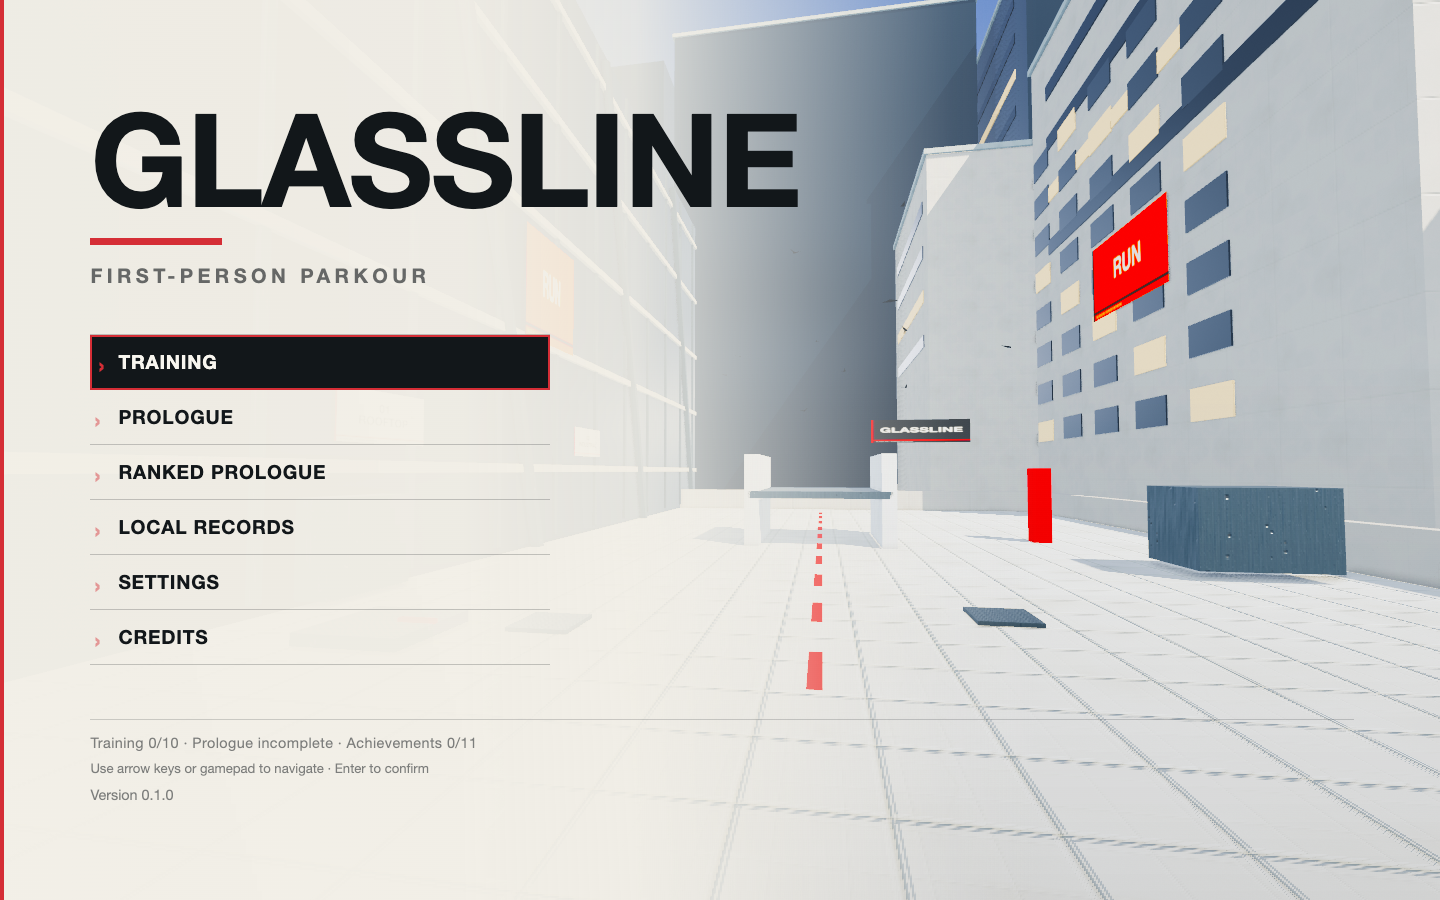 GLASSLINE
FIRST-PERSON PARKOUR
› TRAINING
› PROLOGUE
› RANKED PROLOGUE
› LOCAL RECORDS
› SETTINGS
› CREDITS
Training 0/10 · Prologue incomplete · Achievements 0/11
Use arrow keys or gamepad to navigate · Enter to confirm
Version 0.1.0
RUN
RUN
GLASSLINE